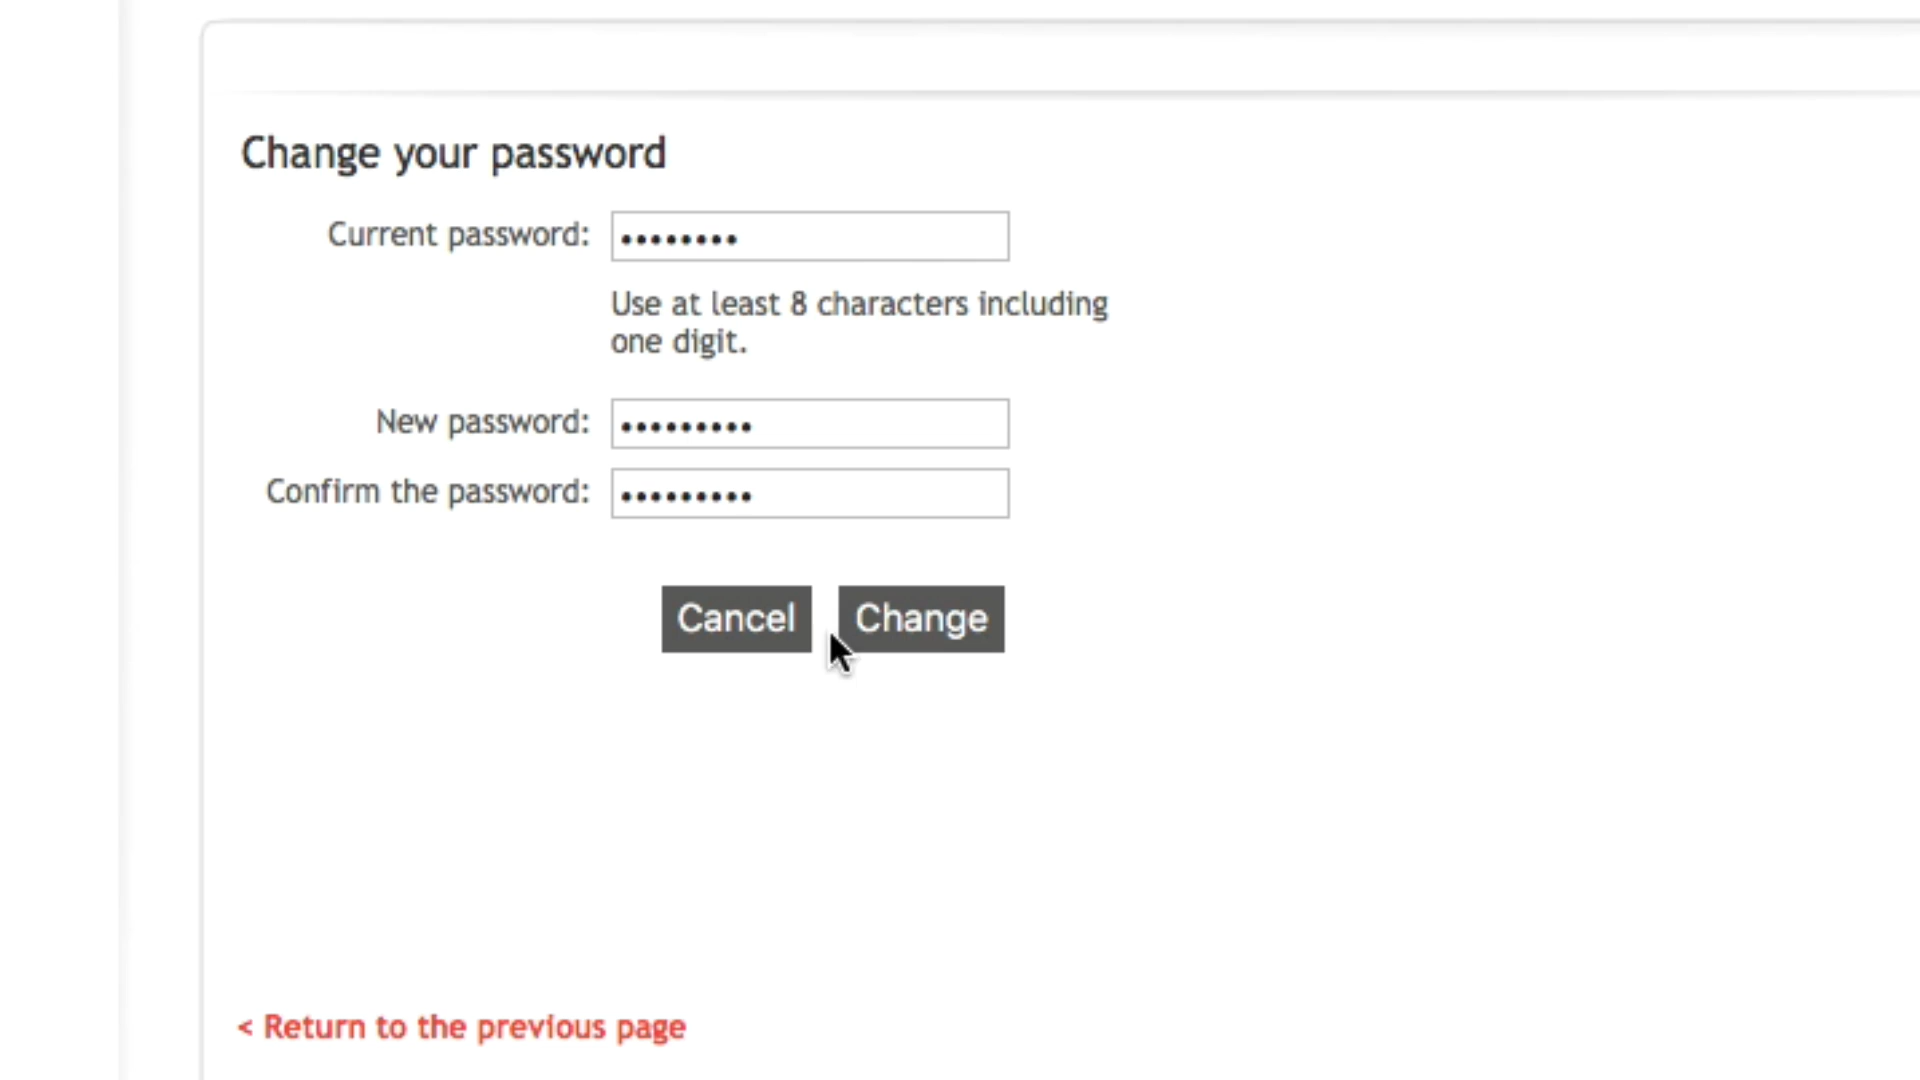 Change your password
Current password: ••••••••
Use at least 8 characters including
one digit.
New password: •••••••••
Confirm the password: •••••••••
Cancel Change
< Return to the previous page